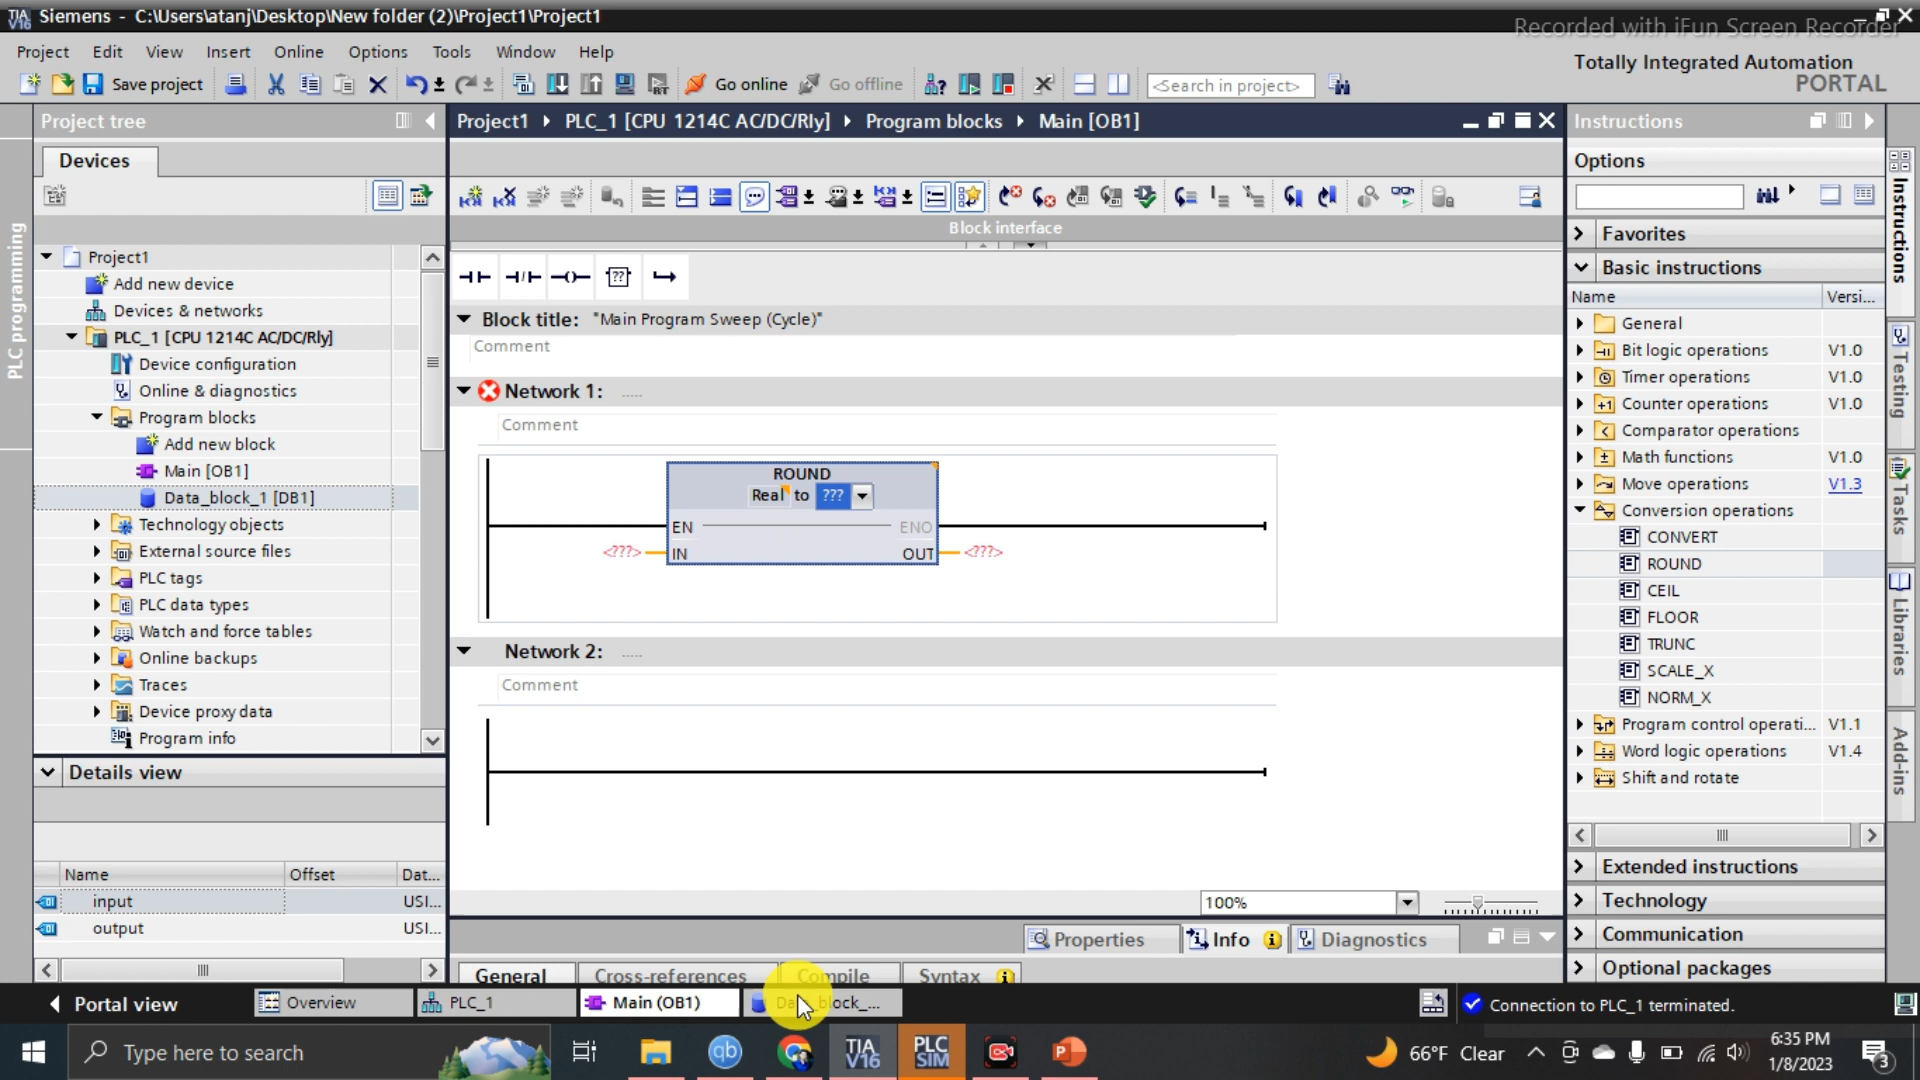 Siemens - C:\Users\atanj\Desktop\New folder (2)\Project1\Project1
Recorded with iFun Screen Recorder
Project Edit View Insert Online Options Tools Window Help
Totally Integrated Automation
PORTAL
Save project
Go online
Go offline
<Search in project>
Project tree
Project1 PLC_1 [CPU 1214C AC/DC/Rly] Program blocks Main [OB1]
Instructions
Devices
Options
Block interface
PLC programming
Favorites
Basic instructions
Name Versi...
Project1
Add new device
Devices & networks
PLC_1 [CPU 1214C AC/DC/Rly]
Device configuration
Online & diagnostics
Program blocks
Add new block
Main [OB1]
Data_block_1 [DB1]
Technology objects
External source files
PLC tags
PLC data types
Watch and force tables
Online backups
Traces
Device proxy data
Program info
Block title: "Main Program Sweep (Cycle)"
Comment
Network 1: .....
Comment
ROUND
Real to ???
EN ENO
<???> IN OUT <???>
Network 2: .....
Comment
General
Bit logic operations V1.0
Timer operations V1.0
Counter operations V1.0
Comparator operations
Math functions V1.0
Move operations V1.3
Conversion operations
CONVERT
ROUND
CEIL
FLOOR
TRUNC
SCALE_X
NORM_X
Program control operati... V1.1
Word logic operations V1.4
Shift and rotate
Extended instructions
Technology
Communication
Optional packages
Instructions
Testing
Tasks
Libraries
Add-ins
Details view
Name Offset Dat...
input USI...
output USI...
100%
Properties Info Diagnostics
General Cross-references Compile Syntax
Portal view Overview PLC_1 Main (OB1) Data_block_... Connection to PLC_1 terminated.
Type here to search
TIA
V16
PLC
SIM
66°F Clear
6:35 PM
1/8/2023
3